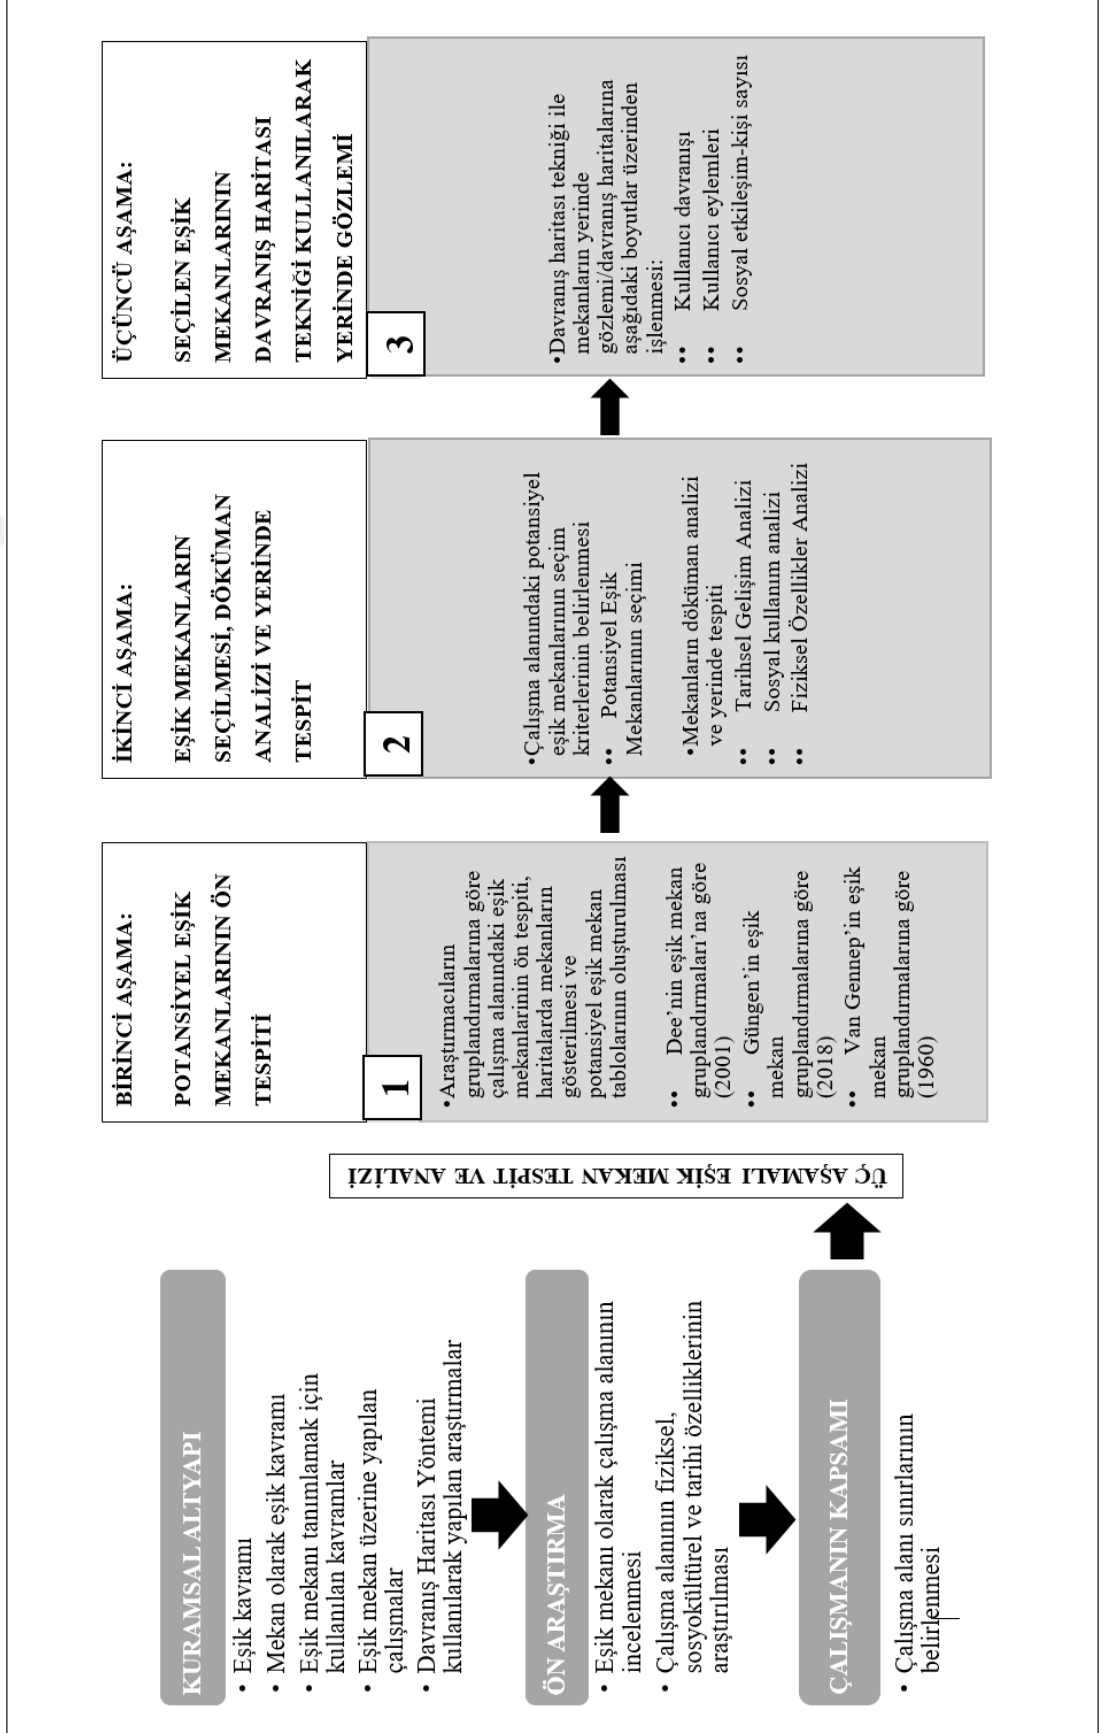 KURAMSAL ALTYAPI
• Eşik kavramı
• Mekan olarak eşik kavramı
• Eşik mekanı tanımlamak için
kullanılan kavramlar
• Eşik mekan üzerine yapılan
çalışmalar
• Davranış Haritası Yöntemi
kullanılarak yapılan araştırmalar
ÖN ARAŞTIRMA
• Eşik mekanı olarak çalışma alanının
incelenmesi
• Çalışma alanının fiziksel,
sosyokültürel ve tarihi özelliklerinin
araştırılması
ÇALIŞMANIN KAPSAMI
• Çalışma alanı sınırlarının
belirlenmesi
ÜÇ AŞAMALI EŞİK MEKAN TESPİT VE ANALİZİ
BİRİNCİ AŞAMA:
POTANSİYEL EŞİK
MEKANLARININ ÖN
TESPİTİ
1
•Araştırmacıların
gruplandırmalarına göre
çalışma alanındaki eşik
mekanlarının ön tespiti,
haritalarda mekanların
gösterilmesi ve
potansiyel eşik mekan
tablolarının oluşturulması
•• Dee’nin eşik mekan
gruplandırmaları’na göre
(2001)
•• Güngen’in eşik
mekan
gruplandırmalarına göre
(2018)
•• Van Gennep’in eşik
mekan
gruplandırmalarına göre
(1960)
İKİNCİ AŞAMA:
EŞİK MEKANLARIN
SEÇİLMESİ, DÖKÜMAN
ANALİZİ VE YERİNDE
TESPİT
2
•Çalışma alanındaki potansiyel
eşik mekanlarının seçim
kriterlerinin belirlenmesi
•• Potansiyel Eşik
Mekanlarının seçimi
•Mekanların döküman analizi
ve yerinde tespiti
•• Tarihsel Gelişim Analizi
•• Sosyal kullanım analizi
•• Fiziksel Özellikler Analizi
ÜÇÜNCÜ AŞAMA:
SEÇİLEN EŞİK
MEKANLARININ
DAVRANIŞ HARİTASI
TEKNİĞİ KULLANILARAK
YERİNDE GÖZLEMİ
3
•Davranış haritası tekniği ile
mekanların yerinde
gözlemi/davranış haritalarına
aşağıdaki boyutlar üzerinden
işlenmesi:
•• Kullanıcı davranışı
•• Kullanıcı eylemleri
•• Sosyal etkileşim-kişi sayısı